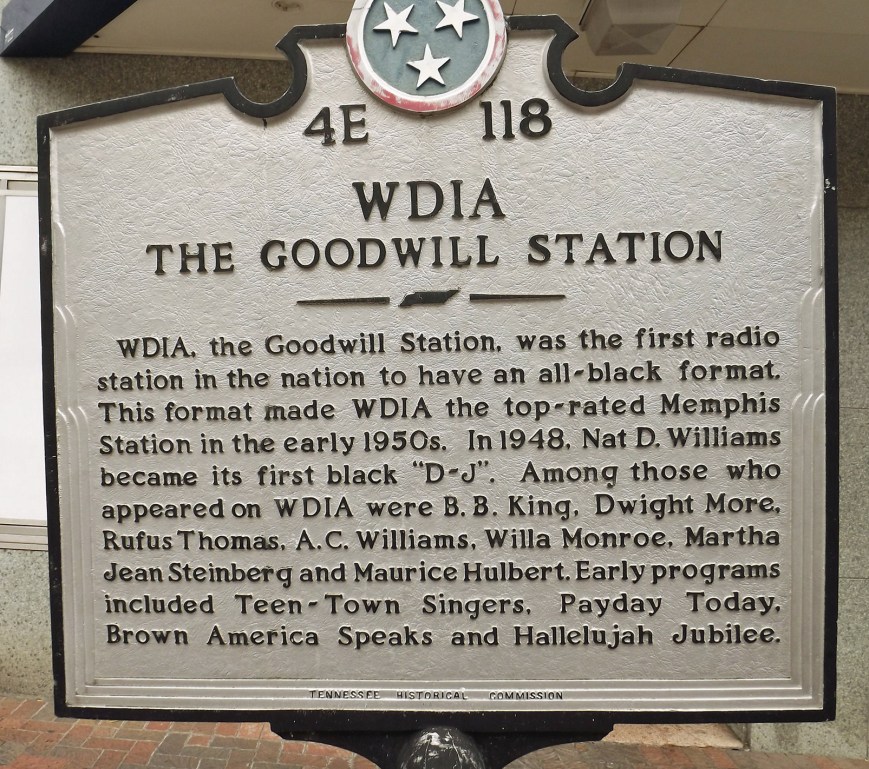 4E 118
WDIA
THE GOODWILL STATION
WDIA, the Goodwill Station, was the first radio
station in the nation to have an all-black format.
This format made WDIA the top-rated Memphis
Station in the early 1950s. In 1948, Nat D. Williams
became its first black "D-J". Among those who
appeared on WDIA were B. B. King, Dwight More,
Rufus Thomas, A.C. Williams, Willa Monroe, Martha
Jean Steinberg and Maurice Hulbert. Early programs
included Teen-Town Singers, Payday Today,
Brown America Speaks and Hallelujah Jubilee.
TENNESSEE HISTORICAL COMMISSION